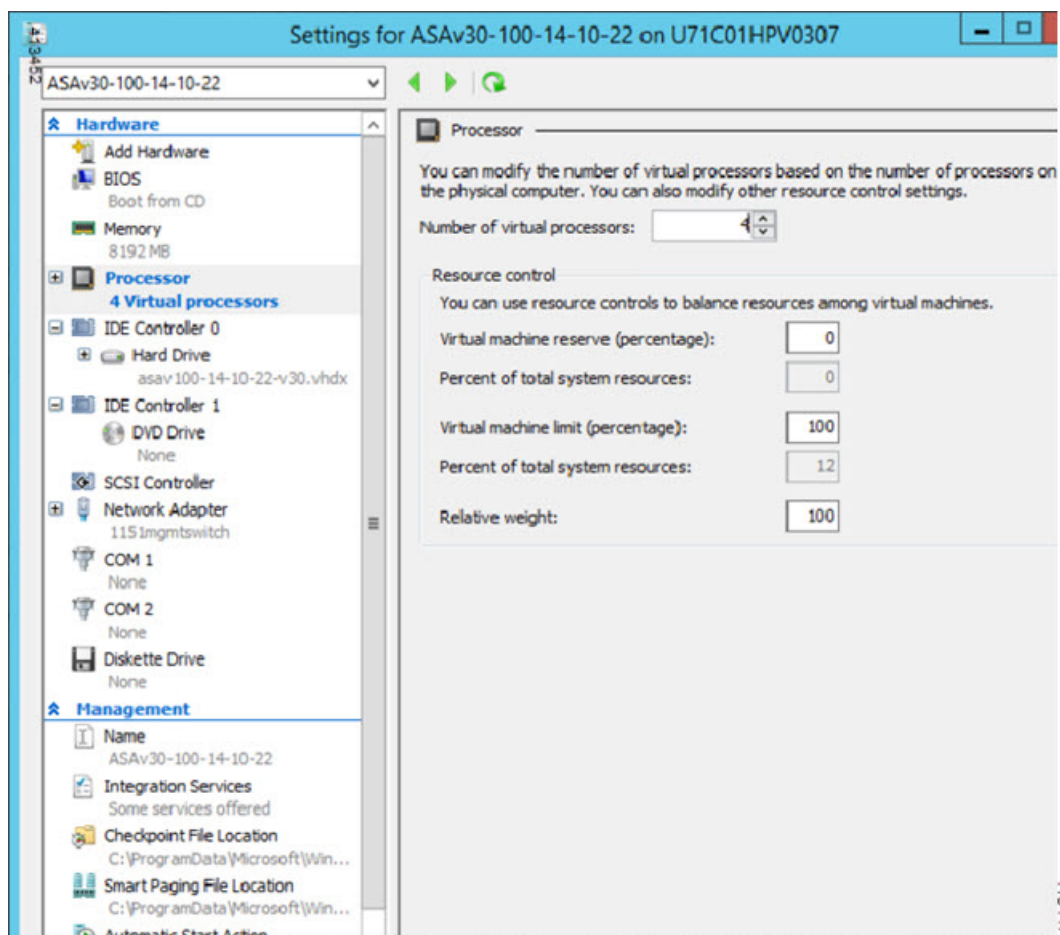 Settings for ASAv30-100-14-10-22 on U71C01HPV0307
413452
ASAv30-100-14-10-22
Hardware
Add Hardware
BIOS
Boot from CD
Memory
8192 MB
Processor
4 Virtual processors
IDE Controller 0
Hard Drive
asav100-14-10-22-v30.vhdx
IDE Controller 1
DVD Drive
None
SCSI Controller
Network Adapter
1151mgmtswitch
COM 1
None
COM 2
None
Diskette Drive
None
Management
Name
ASAv30-100-14-10-22
Integration Services
Some services offered
Checkpoint File Location
C:\ProgramData\Microsoft\Win...
Smart Paging File Location
C:\ProgramData\Microsoft\Win...
Automatic Start Action
Processor
You can modify the number of virtual processors based on the number of processors on
the physical computer. You can also modify other resource control settings.
Number of virtual processors: 4
Resource control
You can use resource controls to balance resources among virtual machines.
Virtual machine reserve (percentage): 0
Percent of total system resources: 0
Virtual machine limit (percentage): 100
Percent of total system resources: 12
Relative weight: 100